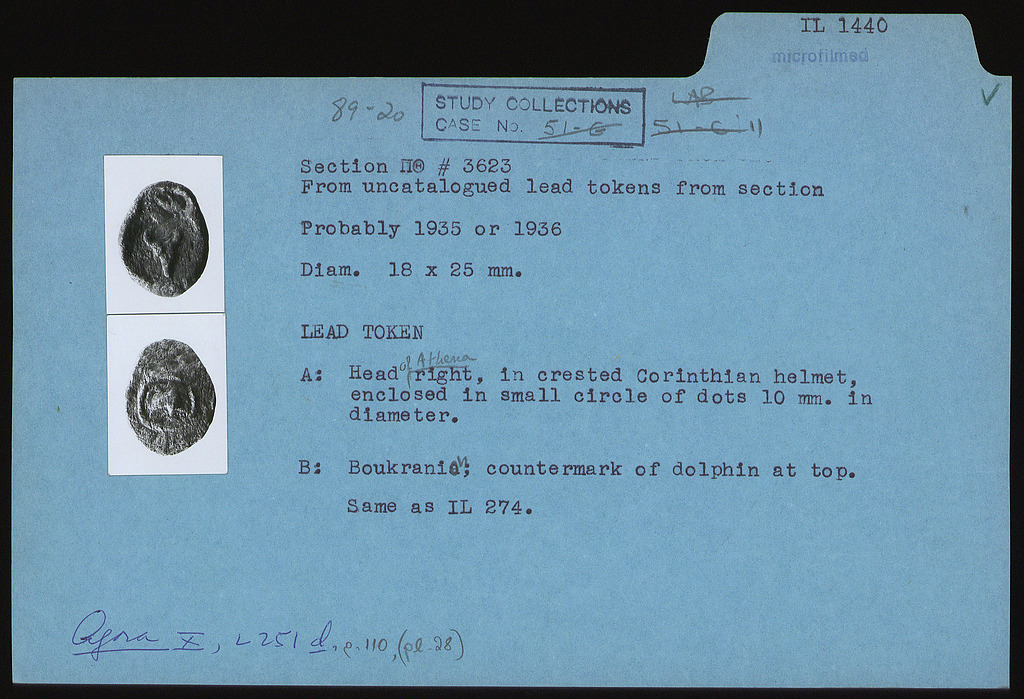 IL 1440
microfilmed
89-20
STUDY COLLECTIONS
CASE No. 51-G
LAB
51-G 11
Section ΠΘ # 3623
From uncatalogued lead tokens from section
Probably 1935 or 1936
Diam. 18 x 25 mm.
LEAD TOKEN
of Athena
A: Head right, in crested Corinthian helmet,
enclosed in small circle of dots 10 mm. in
diameter.
B: Boukranion; countermark of dolphin at top.
Same as IL 274.
Agora X, L 251 d, p. 110, (pl. 28)